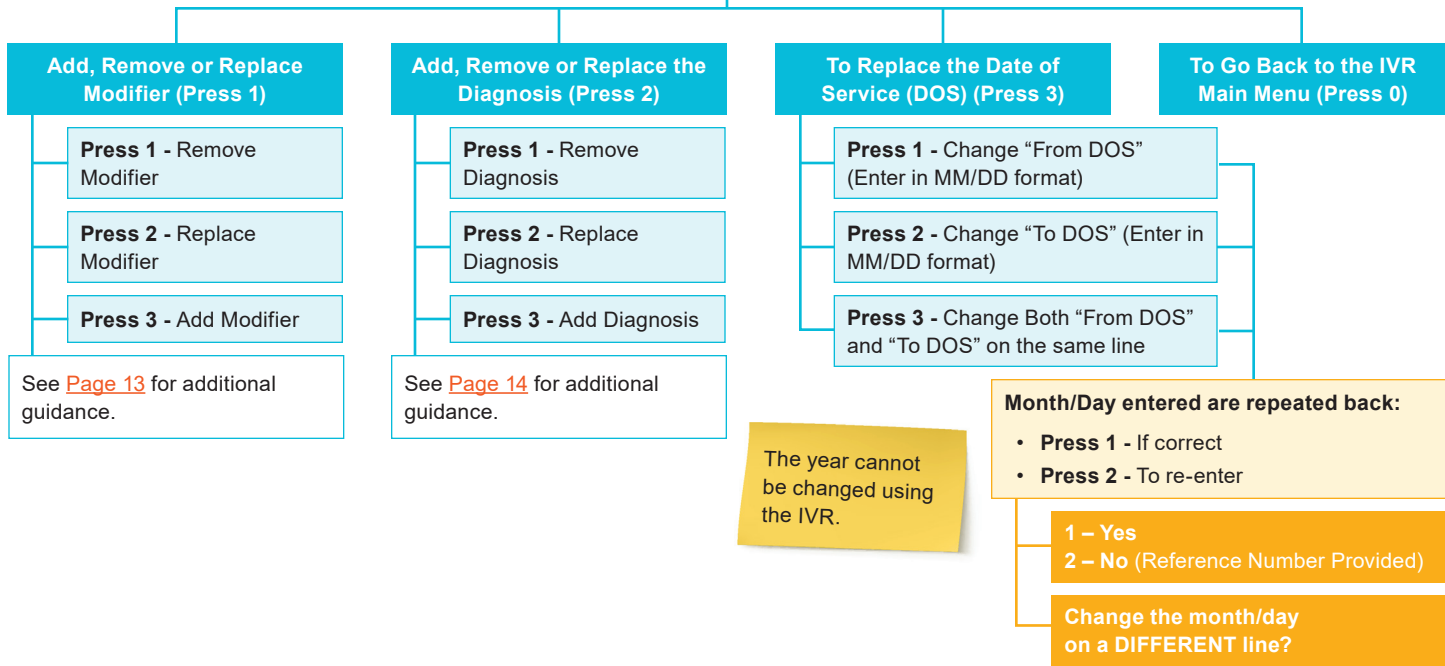 Add, Remove or Replace
Modifier (Press 1)
Press 1 - Remove
Modifier
Press 2 - Replace
Modifier
Press 3 - Add Modifier
See Page 13 for additional
guidance.
Add, Remove or Replace the
Diagnosis (Press 2)
Press 1 - Remove
Diagnosis
Press 2 - Replace
Diagnosis
Press 3 - Add Diagnosis
See Page 14 for additional
guidance.
To Replace the Date of
Service (DOS) (Press 3)
Press 1 - Change “From DOS”
(Enter in MM/DD format)
Press 2 - Change “To DOS” (Enter in
MM/DD format)
Press 3 - Change Both “From DOS”
and “To DOS” on the same line
To Go Back to the IVR
Main Menu (Press 0)
The year cannot
be changed using
the IVR.
Month/Day entered are repeated back:
• Press 1 - If correct
• Press 2 - To re-enter
1 – Yes
2 – No (Reference Number Provided)
Change the month/day
on a DIFFERENT line?